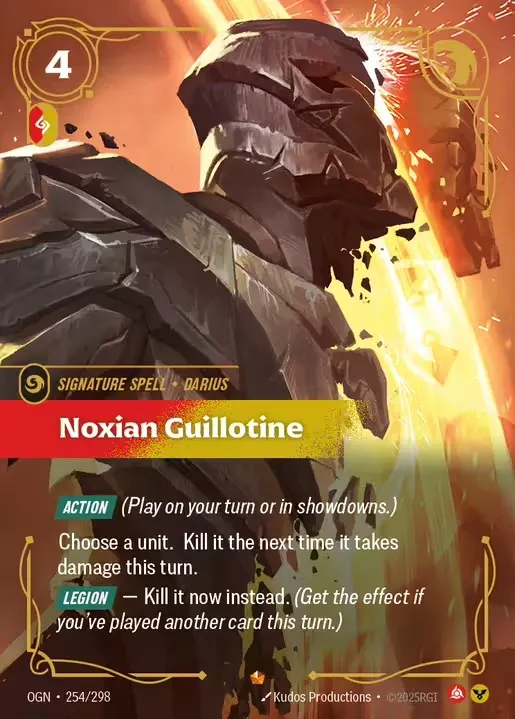 4
SIGNATURE SPELL • DARIUS
Noxian Guillotine
ACTION (Play on your turn or in showdowns.)
Choose a unit. Kill it the next time it takes
damage this turn.
LEGION — Kill it now instead. (Get the effect if
you've played another card this turn.)
OGN • 254/298
Kudos Productions • ©2025RGI